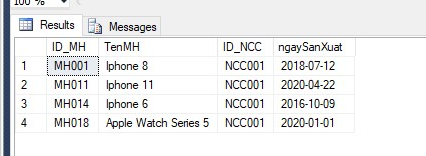 100 %
Results Messages
ID_MH TenMH ID_NCC ngaySanXuat
1 MH001 Iphone 8 NCC001 2018-07-12
2 MH011 Iphone 11 NCC001 2020-04-22
3 MH014 Iphone 6 NCC001 2016-10-09
4 MH018 Apple Watch Series 5 NCC001 2020-01-01